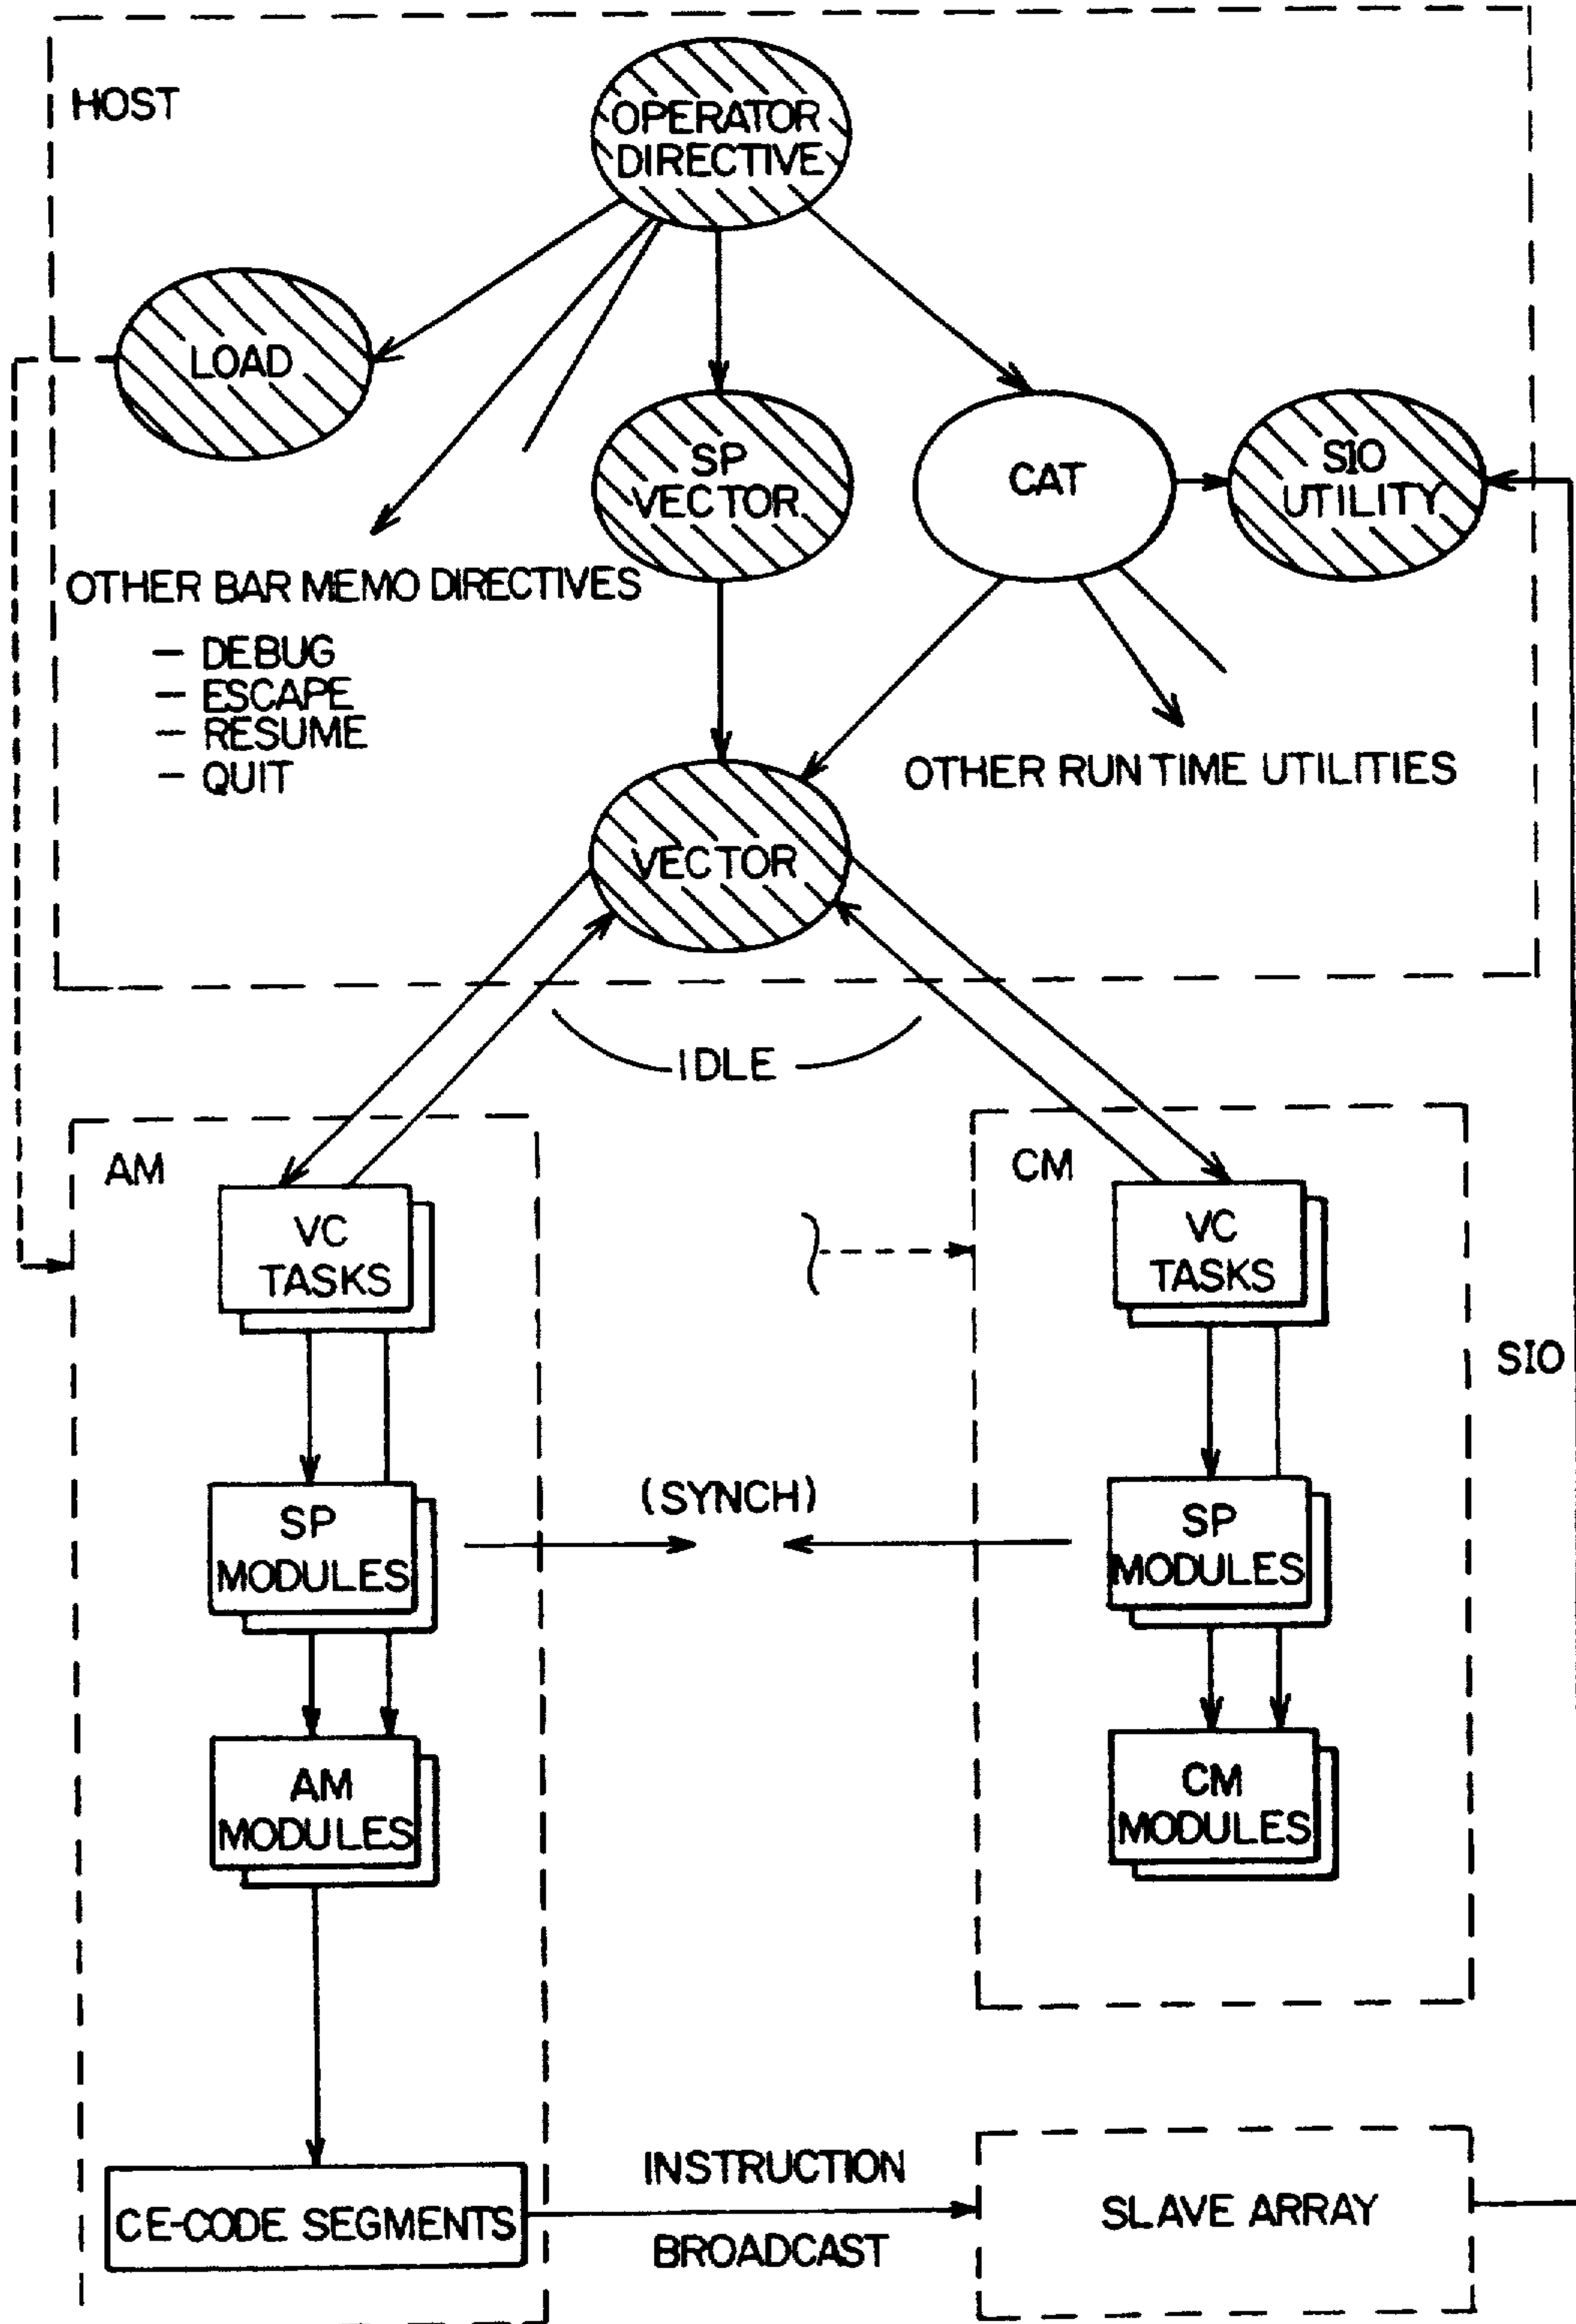 HOST
OPERATOR
DIRECTIVE
LOAD
SP
VECTOR
CAT
SIO
UTILITY
OTHER BAR MEMO DIRECTIVES
— DEBUG
— ESCAPE
— RESUME
— QUIT
OTHER RUN TIME UTILITIES
VECTOR
IDLE
AM
CM
VC
TASKS
VC
TASKS
SIO
SP
MODULES
(SYNCH)
SP
MODULES
AM
MODULES
CM
MODULES
CE-CODE SEGMENTS
INSTRUCTION
BROADCAST
SLAVE ARRAY